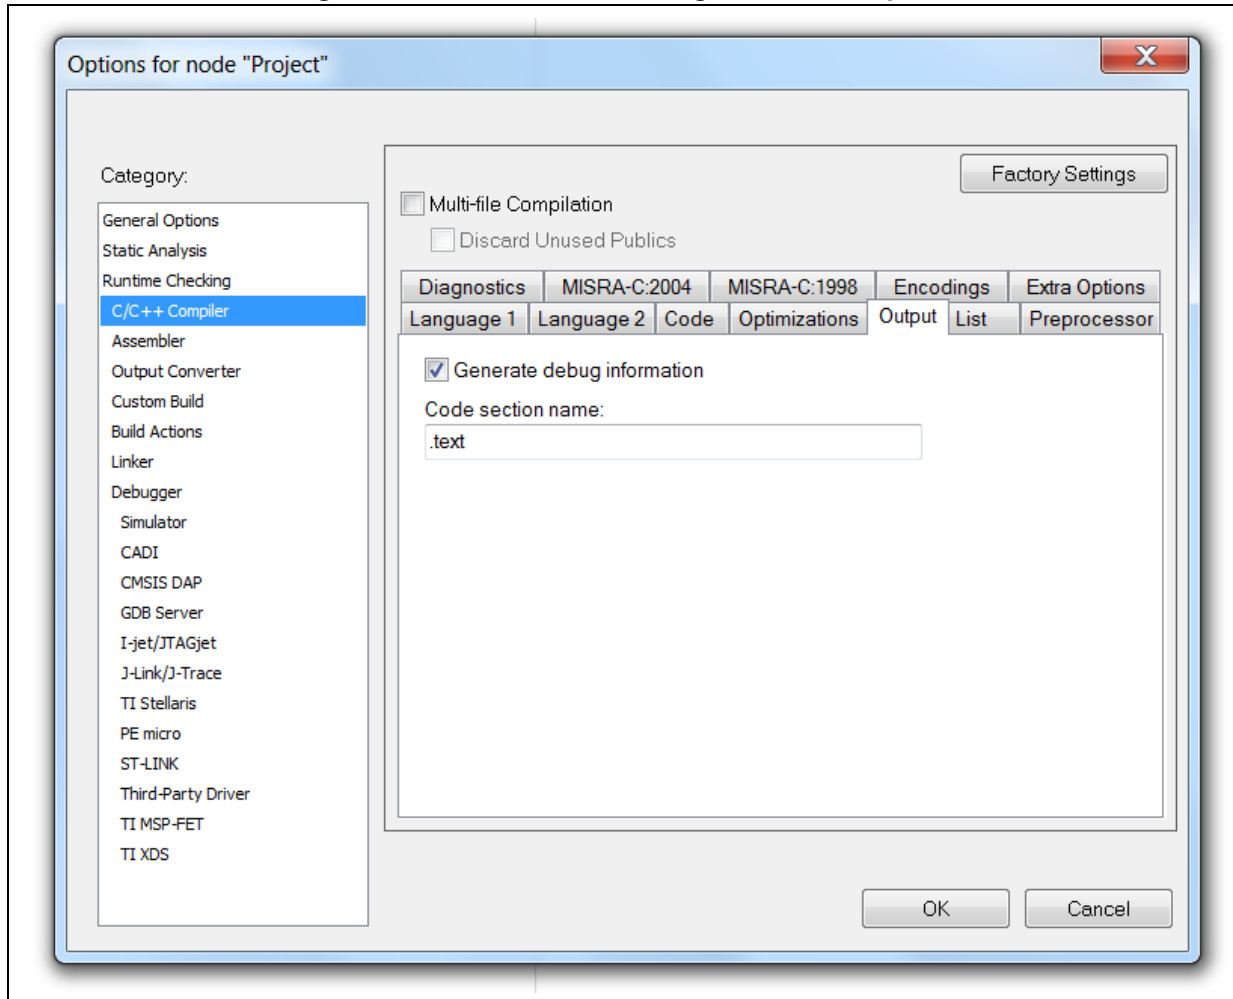 Options for node "Project"
X
Category:
General Options
Static Analysis
Runtime Checking
C/C++ Compiler
Assembler
Output Converter
Custom Build
Build Actions
Linker
Debugger
Simulator
CADI
CMSIS DAP
GDB Server
I-jet/JTAGjet
J-Link/J-Trace
TI Stellaris
PE micro
ST-LINK
Third-Party Driver
TI MSP-FET
TI XDS
Factory Settings
Multi-file Compilation
Discard Unused Publics
Diagnostics MISRA-C:2004 MISRA-C:1998 Encodings Extra Options
Language 1 Language 2 Code Optimizations Output List Preprocessor
Generate debug information
Code section name:
.text
OK Cancel